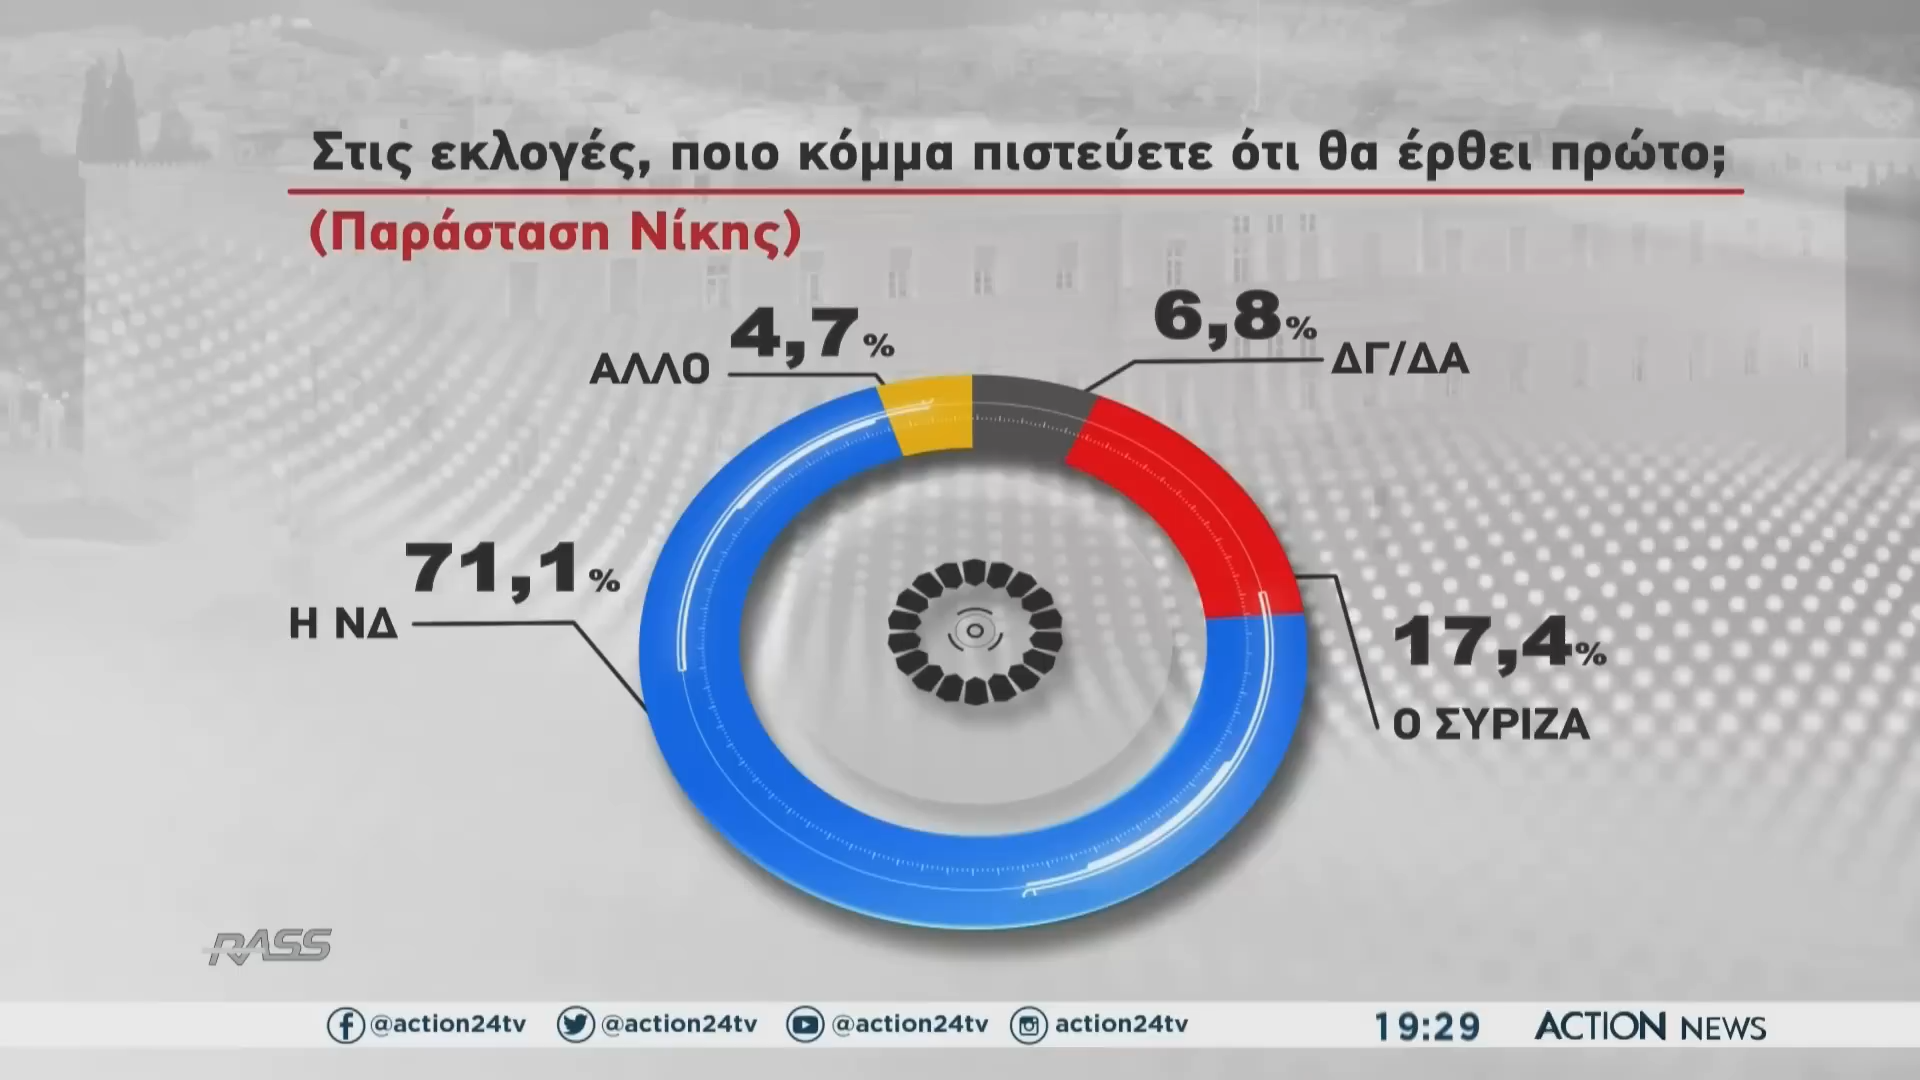 Στις εκλογές, ποιο κόμμα πιστεύετε ότι θα έρθει πρώτο;
(Παράσταση Νίκης)
ΑΛΛΟ 4,7%
6,8% ΔΓ/ΔΑ
71,1%
Η ΝΔ
17,4%
Ο ΣΥΡΙΖΑ
RASS
@action24tv @action24tv @action24tv action24tv 19:29 ACTION NEWS